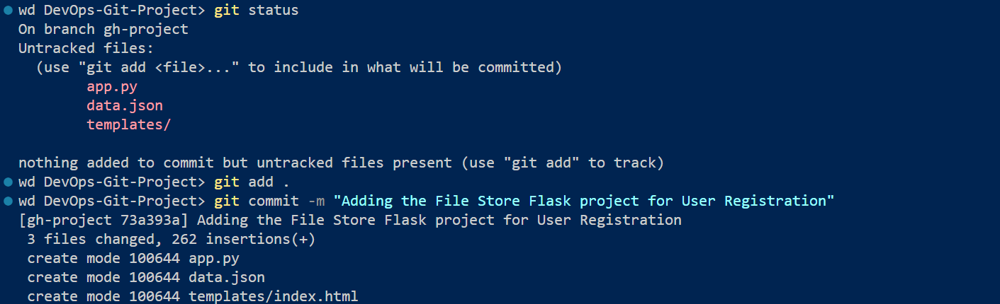 wd DevOps-Git-Project> git status
On branch gh-project
Untracked files:
  (use "git add <file>..." to include in what will be committed)
        app.py
        data.json
        templates/

nothing added to commit but untracked files present (use "git add" to track)
wd DevOps-Git-Project> git add .
wd DevOps-Git-Project> git commit -m "Adding the File Store Flask project for User Registration"
[gh-project 73a393a] Adding the File Store Flask project for User Registration
 3 files changed, 262 insertions(+)
 create mode 100644 app.py
 create mode 100644 data.json
 create mode 100644 templates/index.html